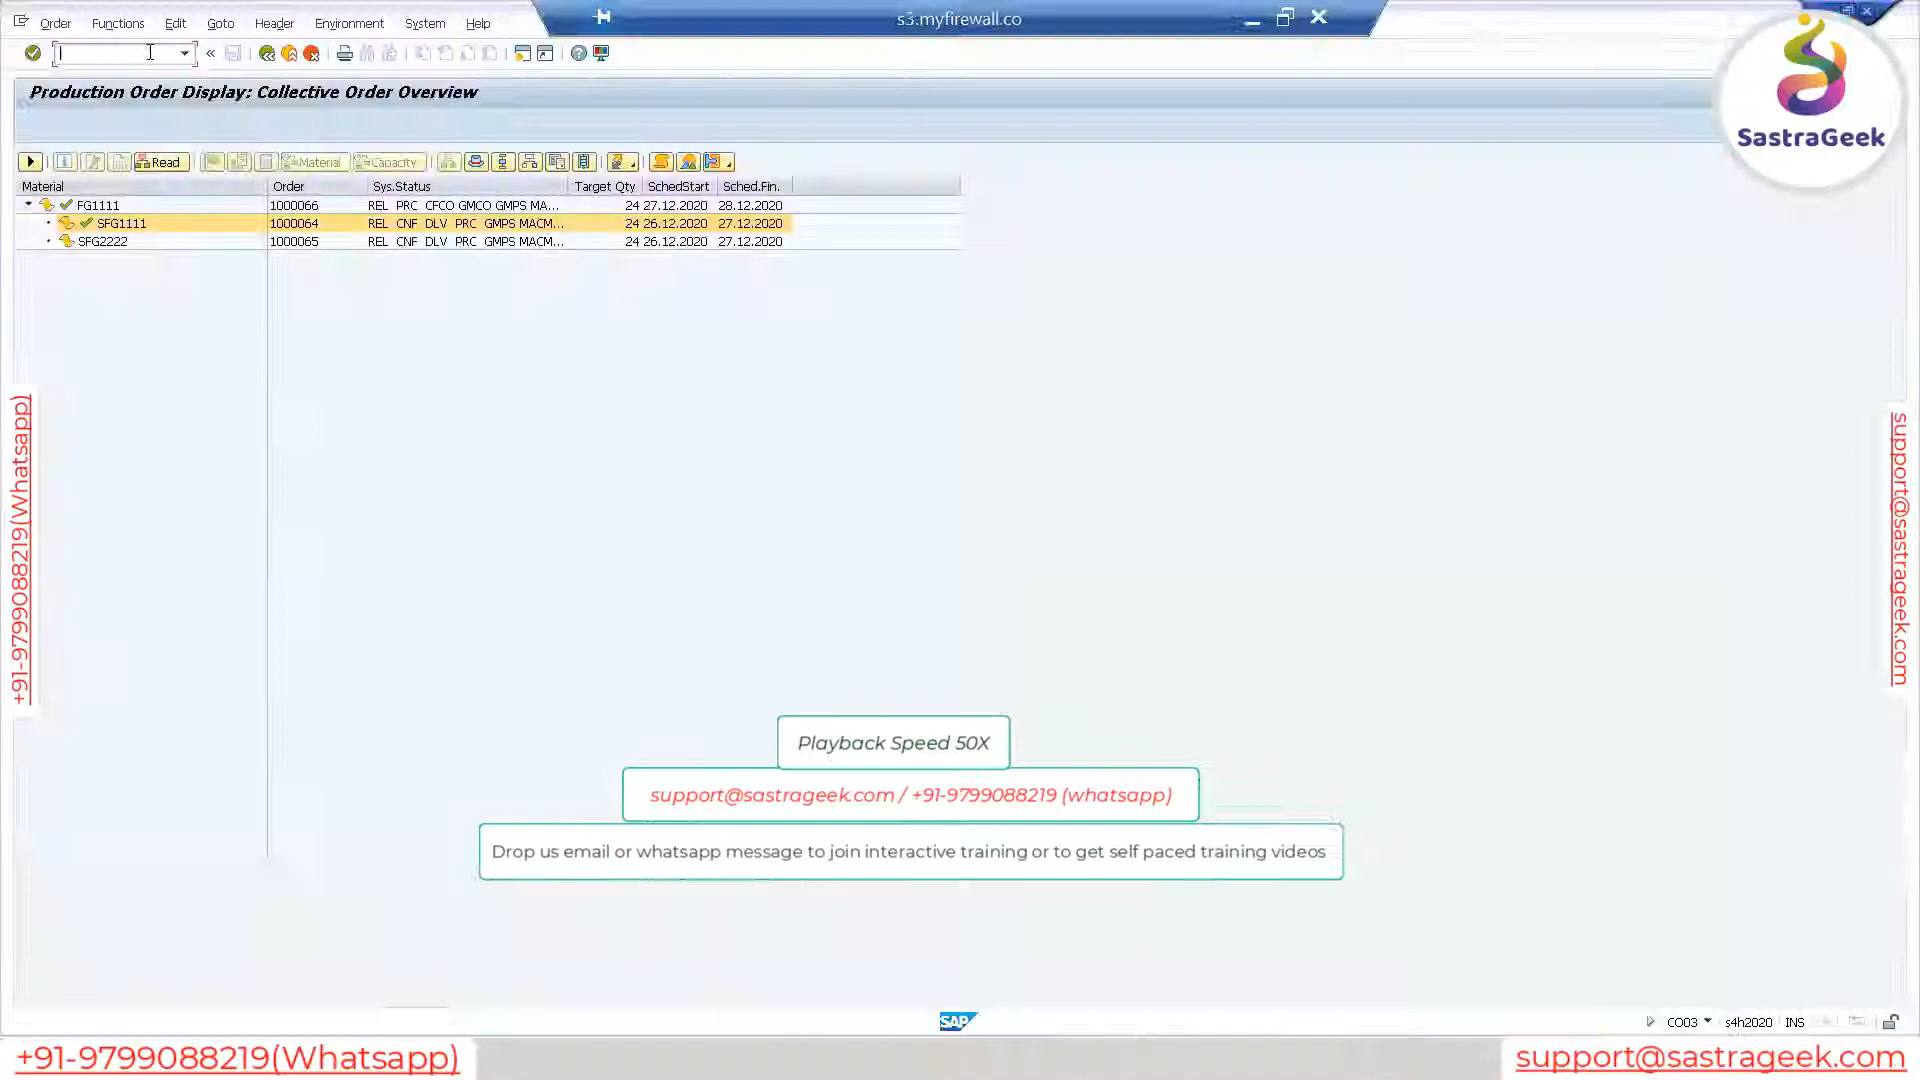 Order Functions Edit Goto Header Environment System Help
s3.myfirewall.co
SastraGeek
Production Order Display: Collective Order Overview
Read Material Capacity
Material Order Sys.Status Target Qty SchedStart Sched.Fin.
FG1111 1000066 REL PRC CFCO GMCO GMPS MA... 24 27.12.2020 28.12.2020
SFG1111 1000064 REL CNF DLV PRC GMPS MACM... 24 26.12.2020 27.12.2020
SFG2222 1000065 REL CNF DLV PRC GMPS MACM... 24 26.12.2020 27.12.2020
+91-9799088219(Whatsapp)
support@sastrageek.com
Playback Speed 50X
support@sastrageek.com / +91-9799088219 (whatsapp)
Drop us email or whatsapp message to join interactive training or to get self paced training videos
SAP
CO03 s4h2020 INS
+91-9799088219(Whatsapp)
support@sastrageek.com